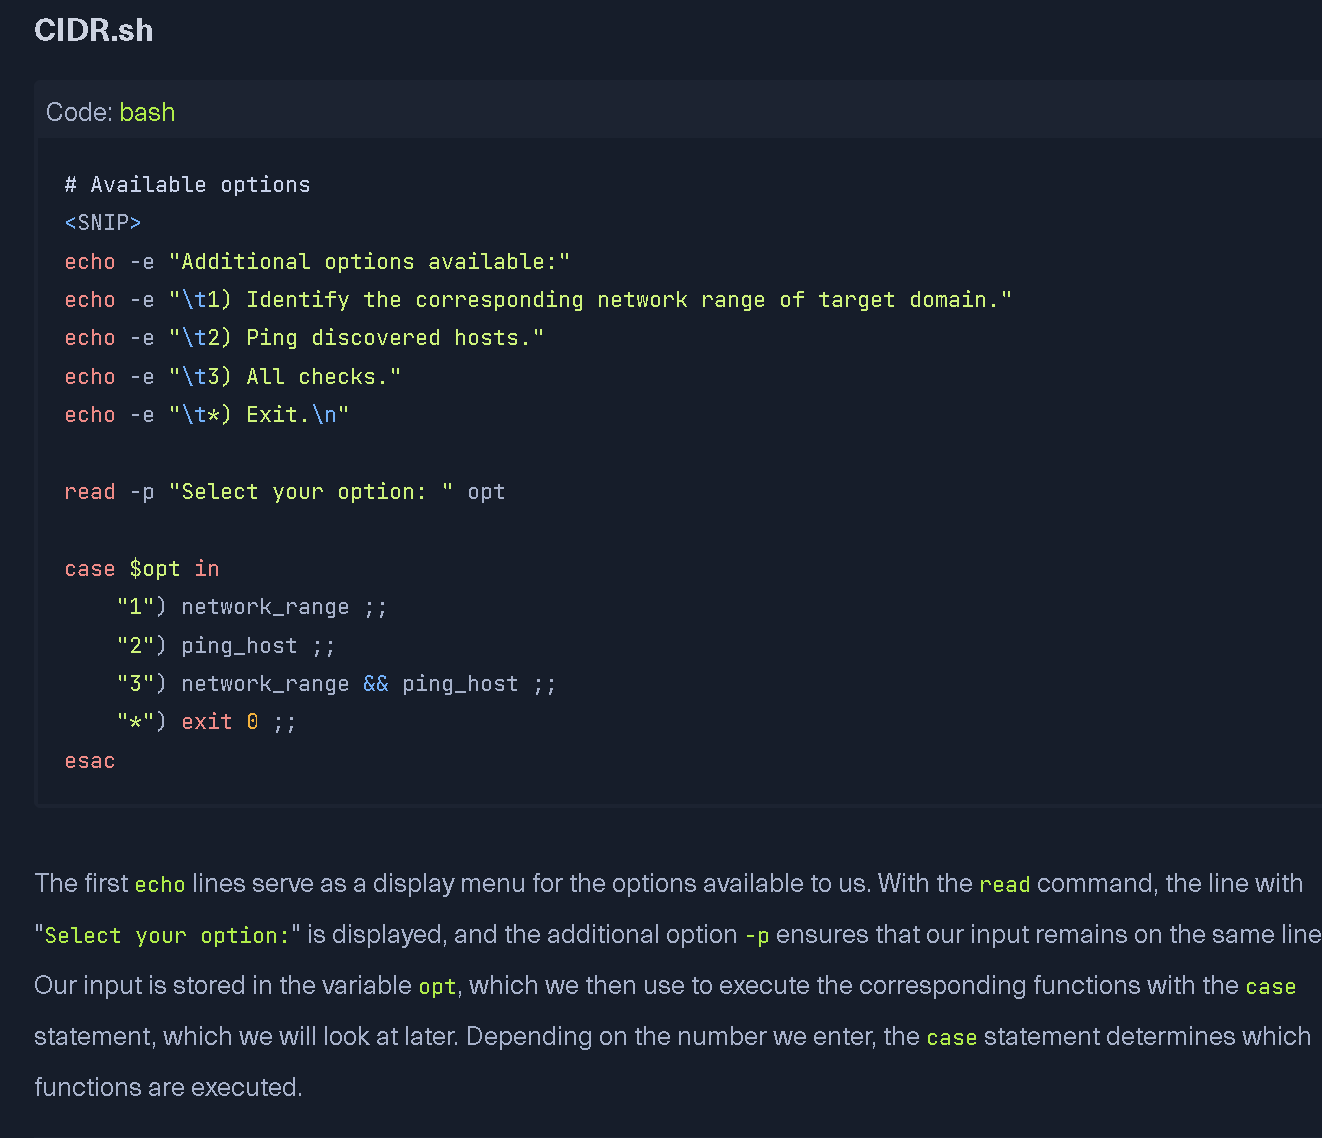 CIDR.sh
Code: bash
# Available options
<SNIP>
echo -e "Additional options available:"
echo -e "\t1) Identify the corresponding network range of target domain."
echo -e "\t2) Ping discovered hosts."
echo -e "\t3) All checks."
echo -e "\t*) Exit.\n"
read -p "Select your option: " opt
case $opt in
    "1") network_range ;;
    "2") ping_host ;;
    "3") network_range && ping_host ;;
    "*") exit 0 ;;
esac
The first echo lines serve as a display menu for the options available to us. With the read command, the line with
"Select your option:" is displayed, and the additional option -p ensures that our input remains on the same line
Our input is stored in the variable opt, which we then use to execute the corresponding functions with the case
statement, which we will look at later. Depending on the number we enter, the case statement determines which
functions are executed.